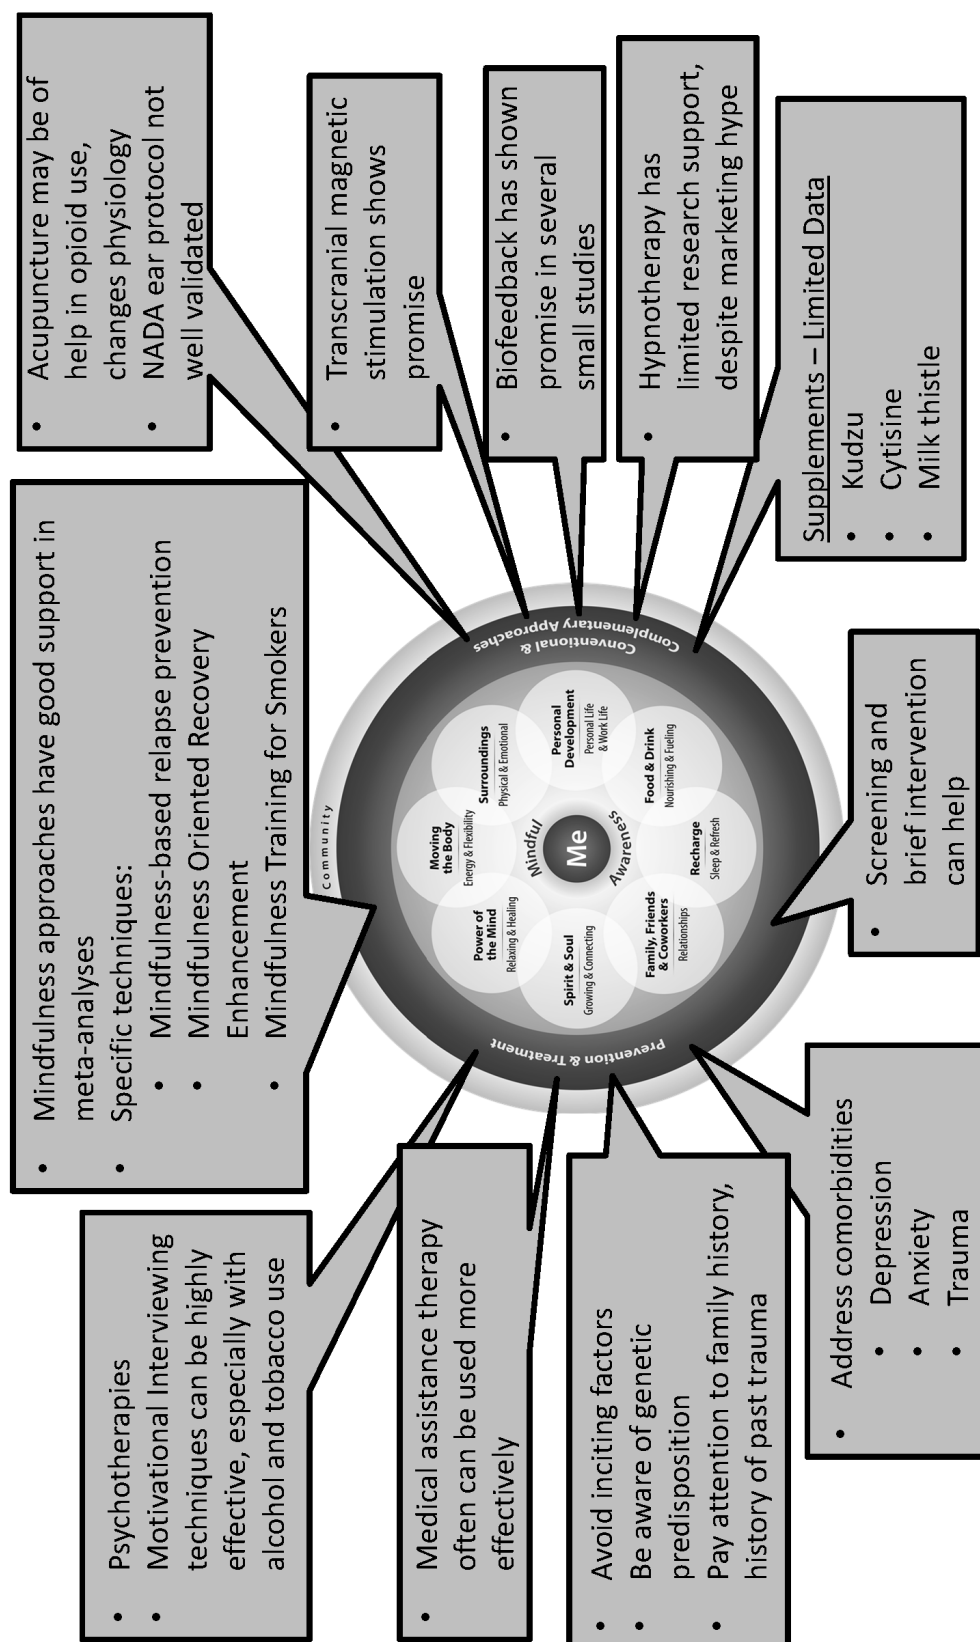 • Psychotherapies
• Motivational Interviewing
techniques can be highly
effective, especially with
alcohol and tobacco use
• Mindfulness approaches have good support in
meta-analyses
• Specific techniques:
• Mindfulness-based relapse prevention
• Mindfulness Oriented Recovery
Enhancement
• Mindfulness Training for Smokers
• Acupuncture may be of
help in opioid use,
changes physiology
• NADA ear protocol not
well validated
• Medical assistance therapy
often can be used more
effectively
• Transcranial magnetic
stimulation shows
promise
• Avoid inciting factors
• Be aware of genetic
predisposition
• Pay attention to family history,
history of past trauma
• Biofeedback has shown
promise in several
small studies
• Hypnotherapy has
limited research support,
despite marketing hype
• Address comorbidities
• Depression
• Anxiety
• Trauma
• Screening and
brief intervention
can help
Supplements – Limited Data
• Kudzu
• Cytisine
• Milk thistle
Community
Prevention & Treatment
Conventional &
Complementary Approaches
Moving
the Body
Energy & Flexibility
Surroundings
Physical & Emotional
Personal
Development
Personal Life
& Work Life
Food & Drink
Nourishing & Fueling
Recharge
Sleep & Refresh
Family, Friends
& Coworkers
Relationships
Spirit & Soul
Growing & Connecting
Power of
the Mind
Relaxing & Healing
Mindful
Me
Awareness